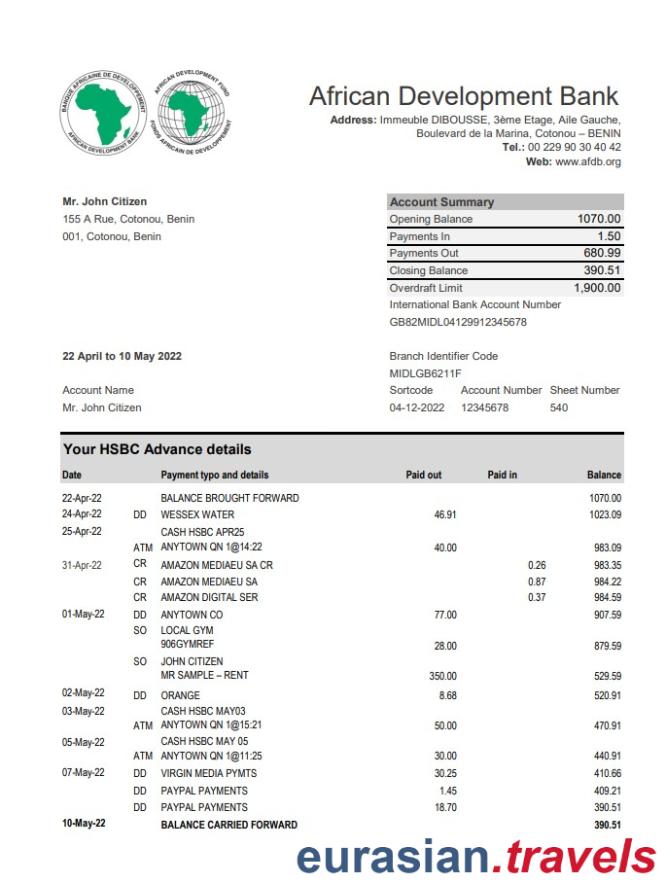 BANQUE AFRICAINE DE DÉVELOPPEMENT
AFRICAN DEVELOPMENT BANK
AFRICAN DEVELOPMENT FUND
FONDS AFRICAIN DE DEVELOPPEMENT
African Development Bank
Address: Immeuble DIBOUSSE, 3ème Etage, Aile Gauche,
Boulevard de la Marina, Cotonou – BENIN
Tel.: 00 229 90 30 40 42
Web: www.afdb.org
Mr. John Citizen
155 A Rue, Cotonou, Benin
001, Cotonou, Benin
Account Summary
Opening Balance 1070.00
Payments In 1.50
Payments Out 680.99
Closing Balance 390.51
Overdraft Limit 1,900.00
International Bank Account Number
GB82MIDL04129912345678
22 April to 10 May 2022
Branch Identifier Code
MIDLGB6211F
Account Name
Mr. John Citizen
Sortcode Account Number Sheet Number
04-12-2022 12345678 540
Your HSBC Advance details
Date Payment typo and details Paid out Paid in Balance
22-Apr-22 BALANCE BROUGHT FORWARD 1070.00
24-Apr-22 DD WESSEX WATER 46.91 1023.09
25-Apr-22 CASH HSBC APR25
ATM ANYTOWN QN 1@14:22 40.00 983.09
31-Apr-22 CR AMAZON MEDIAEU SA CR 0.26 983.35
CR AMAZON MEDIAEU SA 0.87 984.22
CR AMAZON DIGITAL SER 0.37 984.59
01-May-22 DD ANYTOWN CO 77.00 907.59
SO LOCAL GYM
906GYMREF 28.00 879.59
SO JOHN CITIZEN
MR SAMPLE – RENT 350.00 529.59
02-May-22 DD ORANGE 8.68 520.91
03-May-22 CASH HSBC MAY03
ATM ANYTOWN QN 1@15:21 50.00 470.91
05-May-22 CASH HSBC MAY 05
ATM ANYTOWN QN 1@11:25 30.00 440.91
07-May-22 DD VIRGIN MEDIA PYMTS 30.25 410.66
DD PAYPAL PAYMENTS 1.45 409.21
DD PAYPAL PAYMENTS 18.70 390.51
10-May-22 BALANCE CARRIED FORWARD 390.51
eurasian.travels